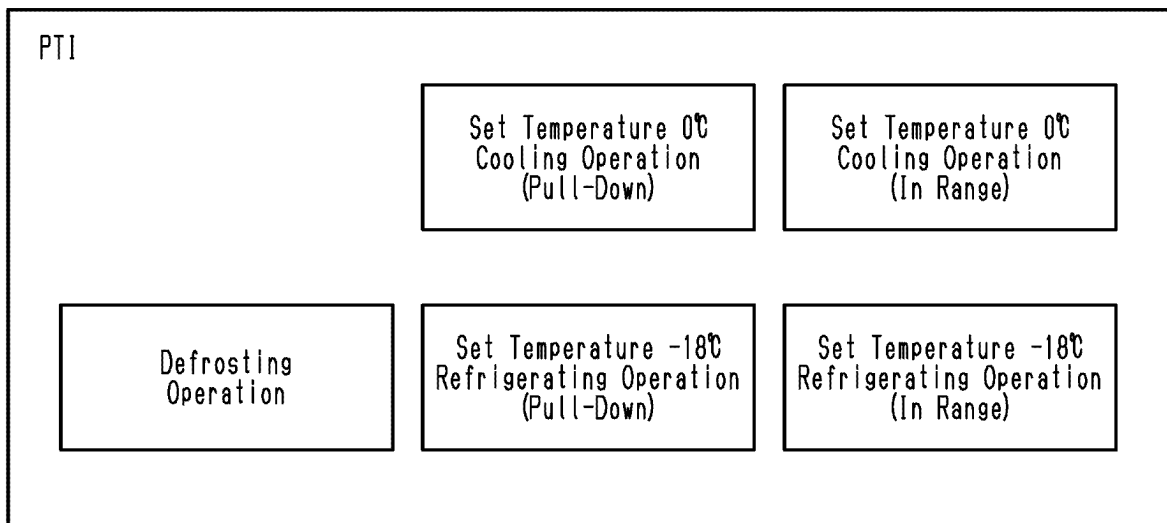 PTI
Set Temperature 0℃
Cooling Operation
(Pull-Down)
Set Temperature 0℃
Cooling Operation
(In Range)
Defrosting
Operation
Set Temperature -18℃
Refrigerating Operation
(Pull-Down)
Set Temperature -18℃
Refrigerating Operation
(In Range)